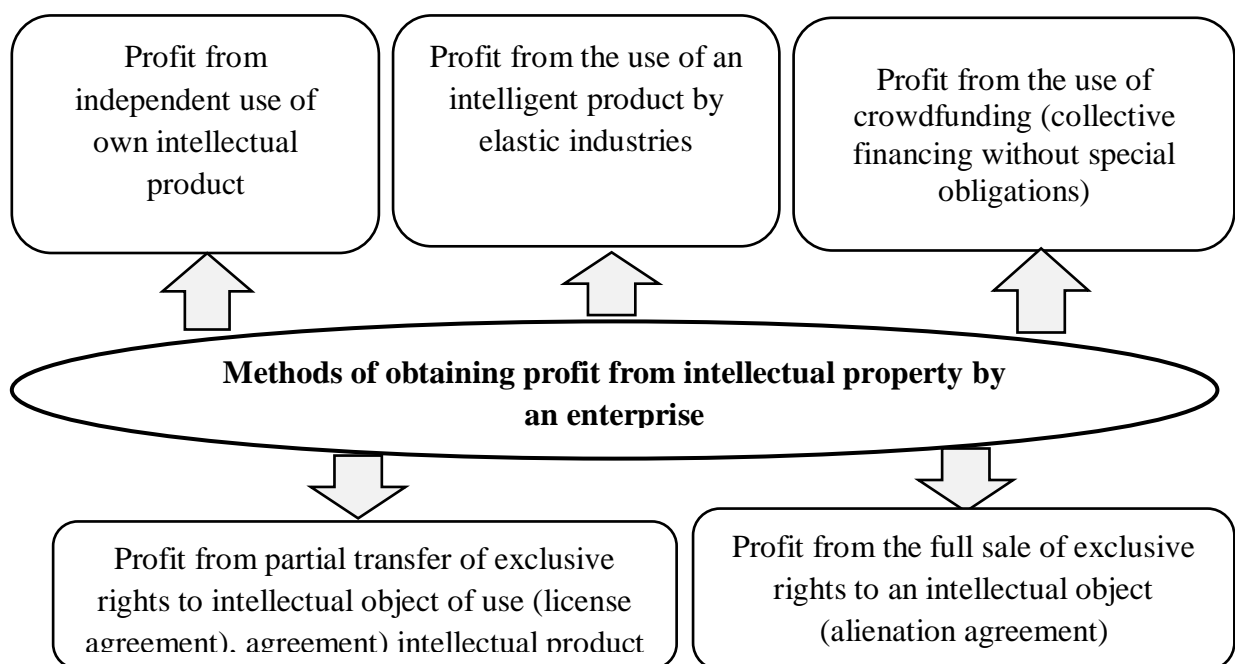 Profit from
independent use of
own intellectual
product
Profit from the use of an
intelligent product by
elastic industries
Profit from the use of
crowdfunding (collective
financing without special
obligations)
Methods of obtaining profit from intellectual property by
an enterprise
Profit from partial transfer of exclusive
rights to intellectual object of use (license
agreement), agreement) intellectual product
Profit from the full sale of exclusive
rights to an intellectual object
(alienation agreement)